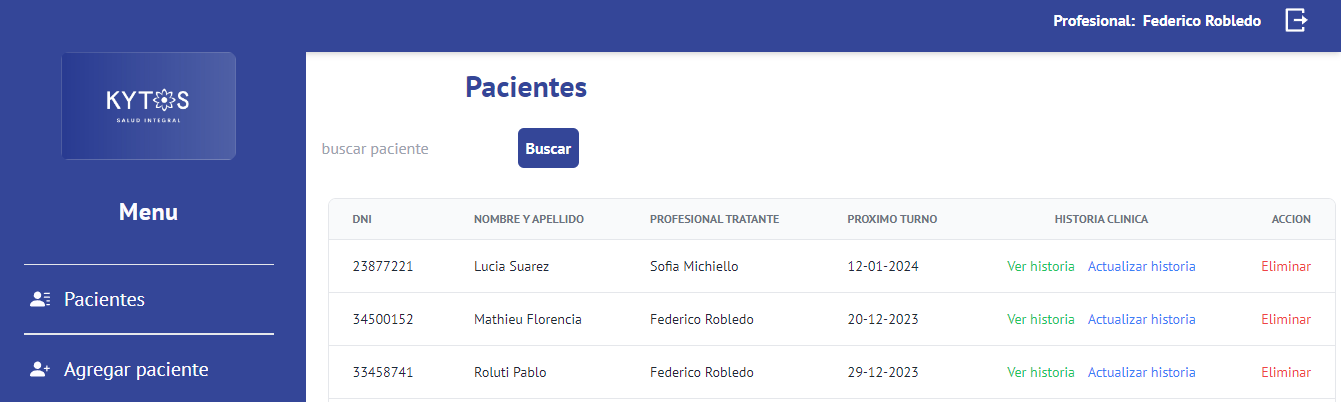 Profesional: Federico Robledo
KYTOS
SALUD INTEGRAL
Menu
Pacientes
Agregar paciente
Pacientes
buscar paciente Buscar
DNI NOMBRE Y APELLIDO PROFESIONAL TRATANTE PROXIMO TURNO HISTORIA CLINICA ACCION
23877221 Lucia Suarez Sofia Michiello 12-01-2024 Ver historia Actualizar historia Eliminar
34500152 Mathieu Florencia Federico Robledo 20-12-2023 Ver historia Actualizar historia Eliminar
33458741 Roluti Pablo Federico Robledo 29-12-2023 Ver historia Actualizar historia Eliminar